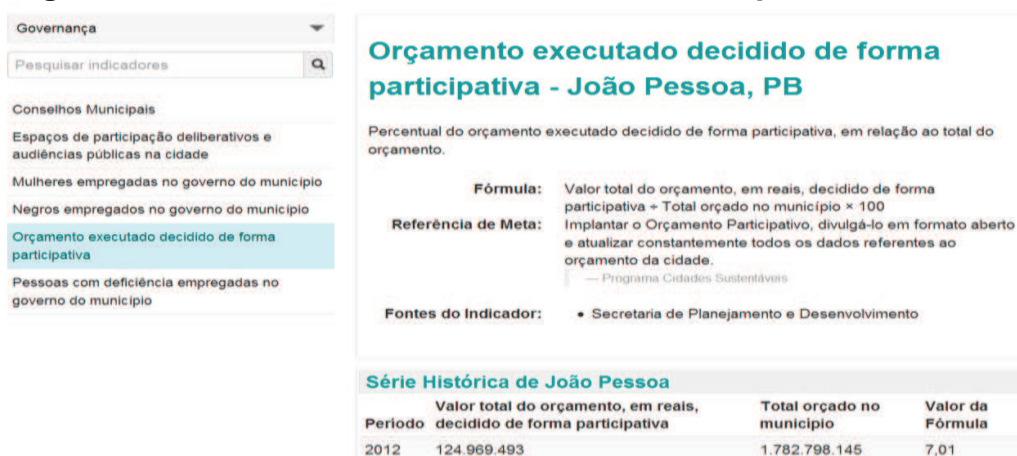 Governança
Pesquisar indicadores
Conselhos Municipais
Espaços de participação deliberativos e
audiências públicas na cidade
Mulheres empregadas no governo do município
Negros empregados no governo do município
Orçamento executado decidido de forma
participativa
Pessoas com deficiência empregadas no
governo do município
Orçamento executado decidido de forma
participativa - João Pessoa, PB
Percentual do orçamento executado decidido de forma participativa, em relação ao total do
orçamento.
Fórmula: Valor total do orçamento, em reais, decidido de forma
participativa ÷ Total orçado no município × 100
Referência de Meta: Implantar o Orçamento Participativo, divulgá-lo em formato aberto
e atualizar constantemente todos os dados referentes ao
orçamento da cidade.
— Programa Cidades Sustentáveis
Fontes do Indicador: • Secretaria de Planejamento e Desenvolvimento
Série Histórica de João Pessoa
Período Valor total do orçamento, em reais, decidido de forma participativa Total orçado no município Valor da Fórmula
2012 124.969.493 1.782.798.145 7,01